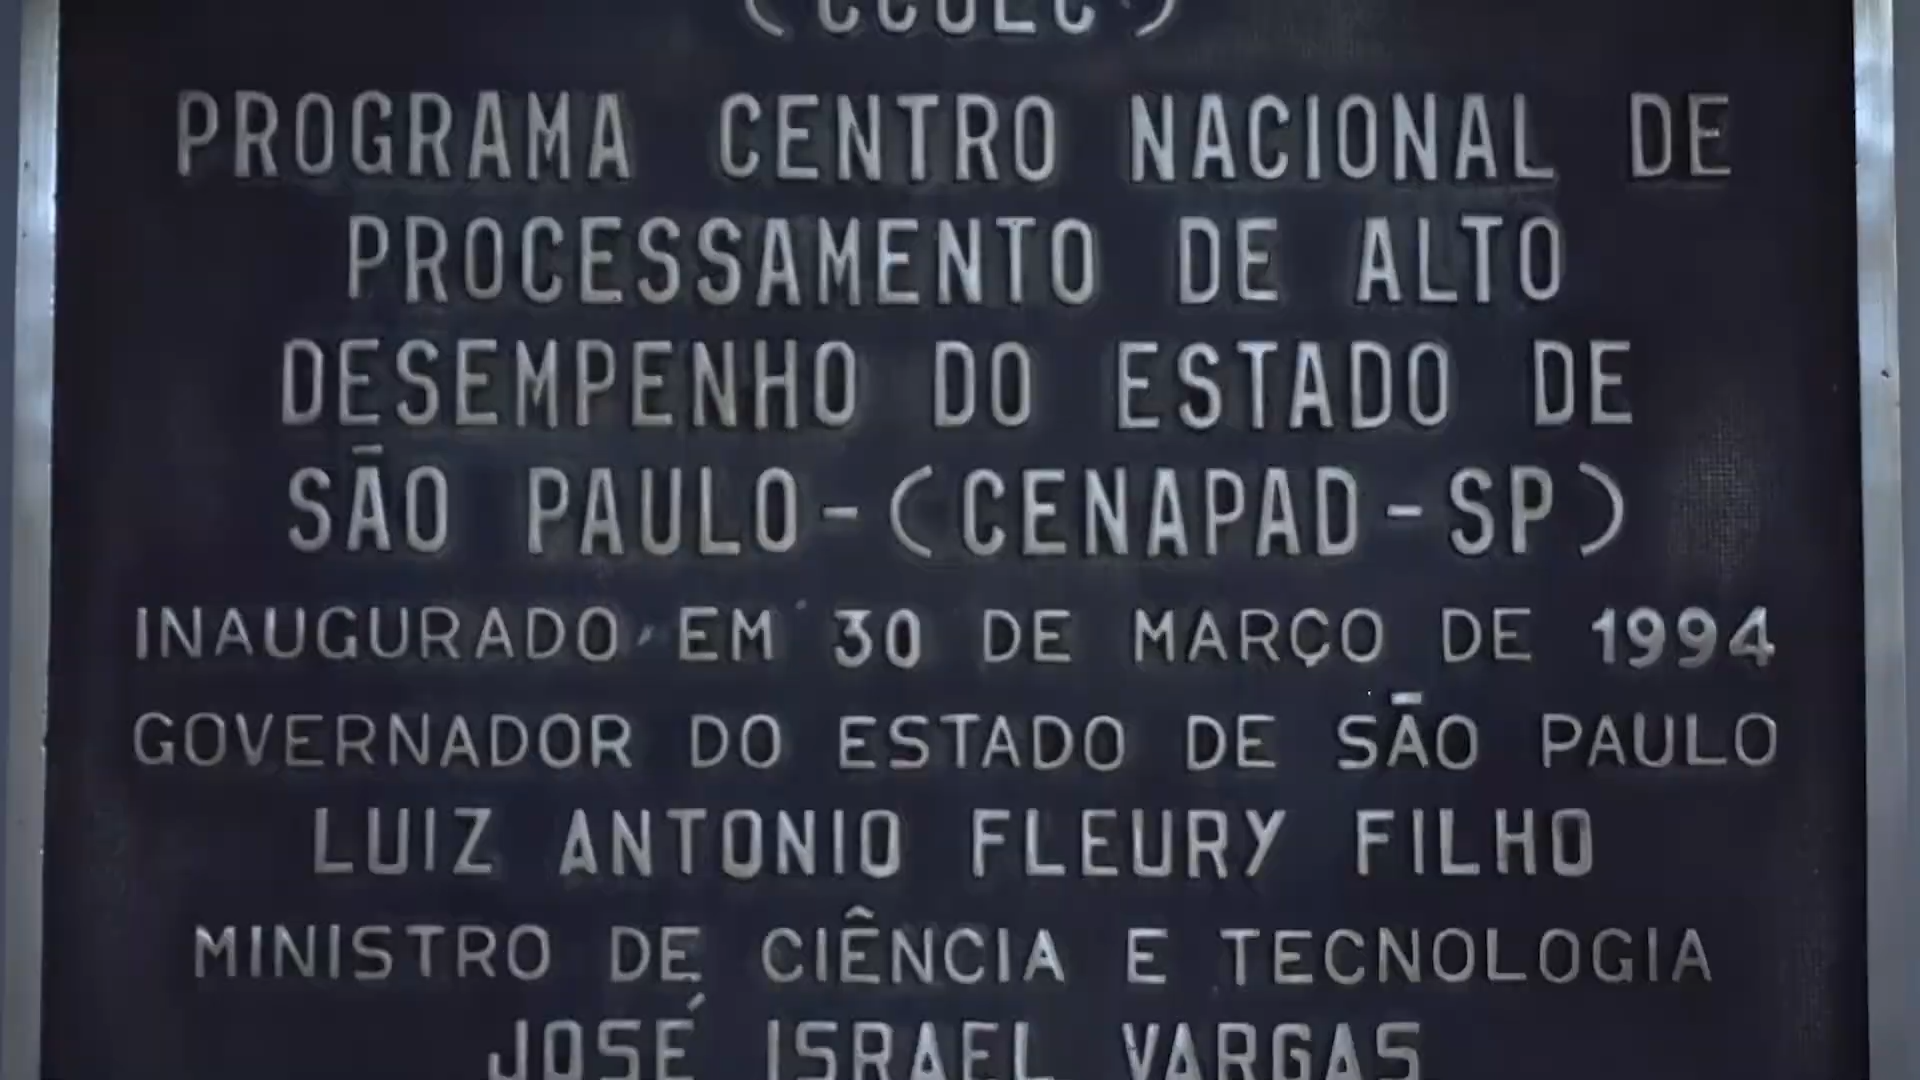 (CCUEC)
PROGRAMA CENTRO NACIONAL DE
PROCESSAMENTO DE ALTO
DESEMPENHO DO ESTADO DE
SÃO PAULO-(CENAPAD-SP)
INAUGURADO EM 30 DE MARÇO DE 1994
GOVERNADOR DO ESTADO DE SÃO PAULO
LUIZ ANTONIO FLEURY FILHO
MINISTRO DE CIÊNCIA E TECNOLOGIA
JOSÉ ISRAEL VARGAS